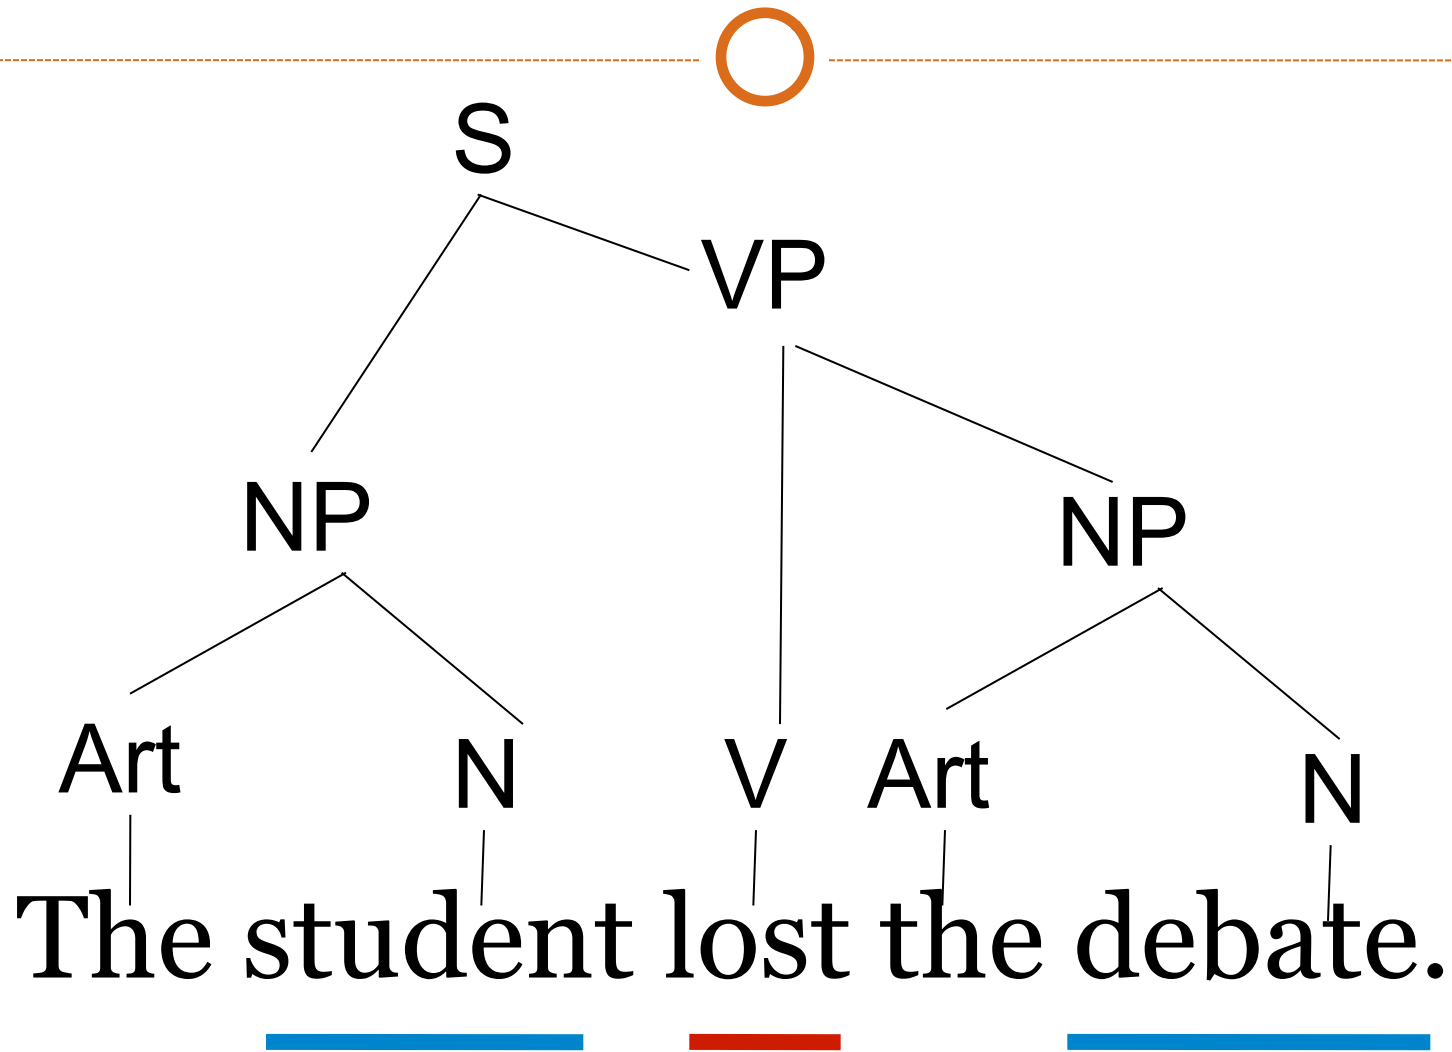 S
VP
NP NP
Art N V Art N
The student lost the debate.